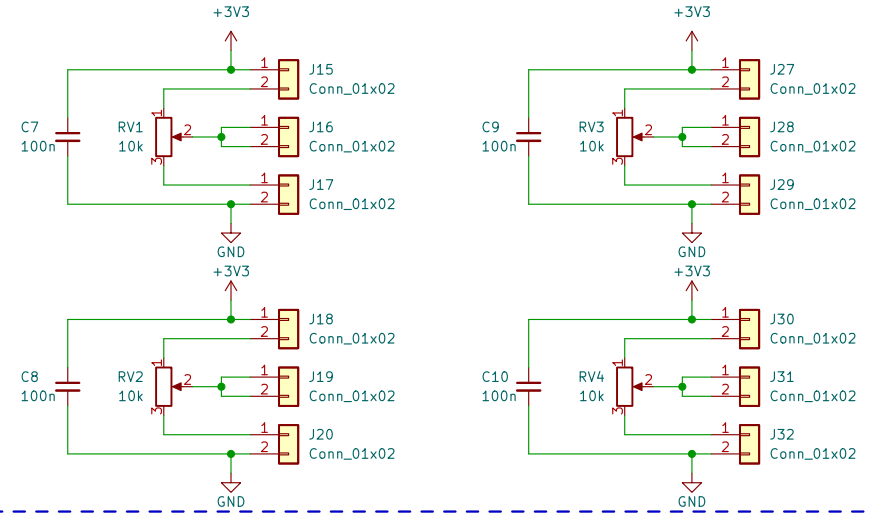 +3V3
1 J15
2 Conn_01x02
C7 RV1 1 2 3 1 J16
100n 10k 2 Conn_01x02
1 J17
2 Conn_01x02
GND
+3V3
1 J27
2 Conn_01x02
C9 RV3 1 2 3 1 J28
100n 10k 2 Conn_01x02
1 J29
2 Conn_01x02
GND
+3V3
1 J18
2 Conn_01x02
C8 RV2 1 2 3 1 J19
100n 10k 2 Conn_01x02
1 J20
2 Conn_01x02
GND
+3V3
1 J30
2 Conn_01x02
C10 RV4 1 2 3 1 J31
100n 10k 2 Conn_01x02
1 J32
2 Conn_01x02
GND